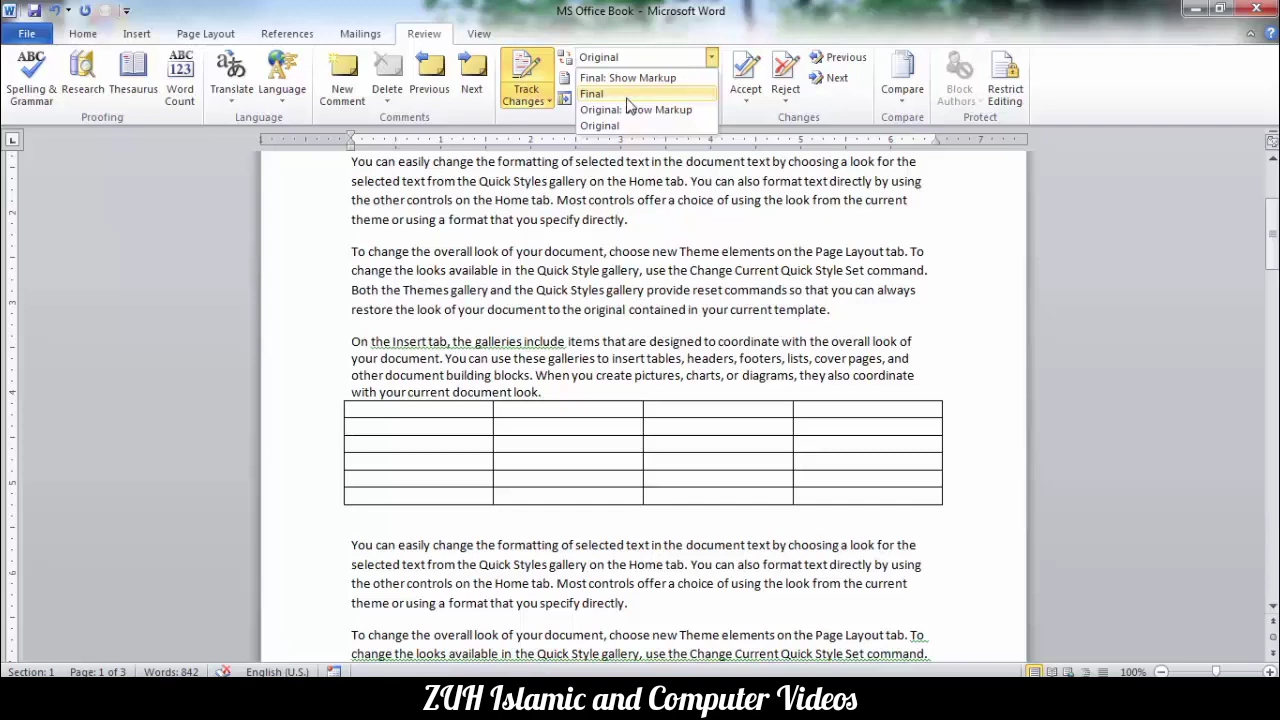 MS Office Book - Microsoft Word
File Home Insert Page Layout References Mailings Review View
ABC
Spelling & Grammar
Research
Thesaurus
ABC
123
Word Count
Proofing
Translate
Language
Language
New Comment
Delete
Previous
Next
Comments
Track Changes
Original
Final: Show Markup
Final
Original: Show Markup
Original
Accept
Reject
Previous
Next
Changes
Compare
Compare
Block Authors
Restrict Editing
Protect
You can easily change the formatting of selected text in the document text by choosing a look for the
selected text from the Quick Styles gallery on the Home tab. You can also format text directly by using
the other controls on the Home tab. Most controls offer a choice of using the look from the current
theme or using a format that you specify directly.
To change the overall look of your document, choose new Theme elements on the Page Layout tab. To
change the looks available in the Quick Style gallery, use the Change Current Quick Style Set command.
Both the Themes gallery and the Quick Styles gallery provide reset commands so that you can always
restore the look of your document to the original contained in your current template.
On the Insert tab, the galleries include items that are designed to coordinate with the overall look of
your document. You can use these galleries to insert tables, headers, footers, lists, cover pages, and
other document building blocks. When you create pictures, charts, or diagrams, they also coordinate
with your current document look.
You can easily change the formatting of selected text in the document text by choosing a look for the
selected text from the Quick Styles gallery on the Home tab. You can also format text directly by using
the other controls on the Home tab. Most controls offer a choice of using the look from the current
theme or using a format that you specify directly.
To change the overall look of your document, choose new Theme elements on the Page Layout tab. To
change the looks available in the Quick Style gallery, use the Change Current Quick Style Set command.
Section: 1 Page: 1 of 3 Words: 842 English (U.S.) 100%
ZUH Islamic and Computer Videos